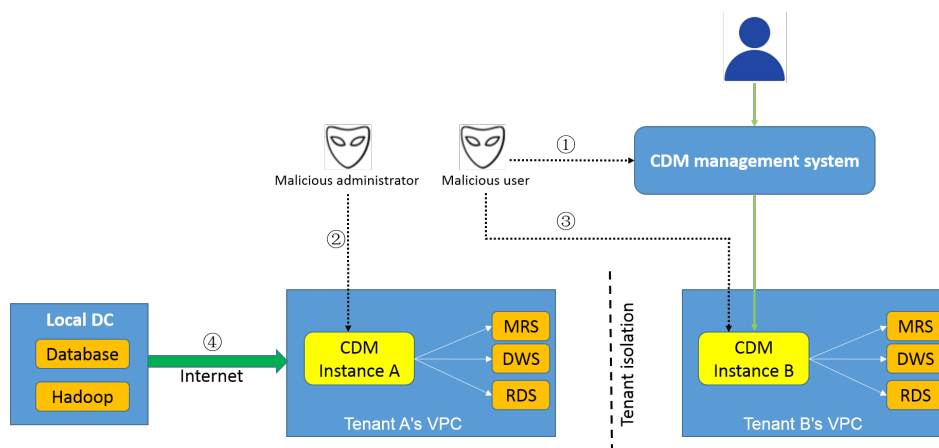 ①
CDM management system
Malicious administrator
Malicious user
②
③
Local DC
Database
Hadoop
④
Internet
CDM
Instance A
MRS
DWS
RDS
Tenant A's VPC
Tenant isolation
CDM
Instance B
MRS
DWS
RDS
Tenant B's VPC